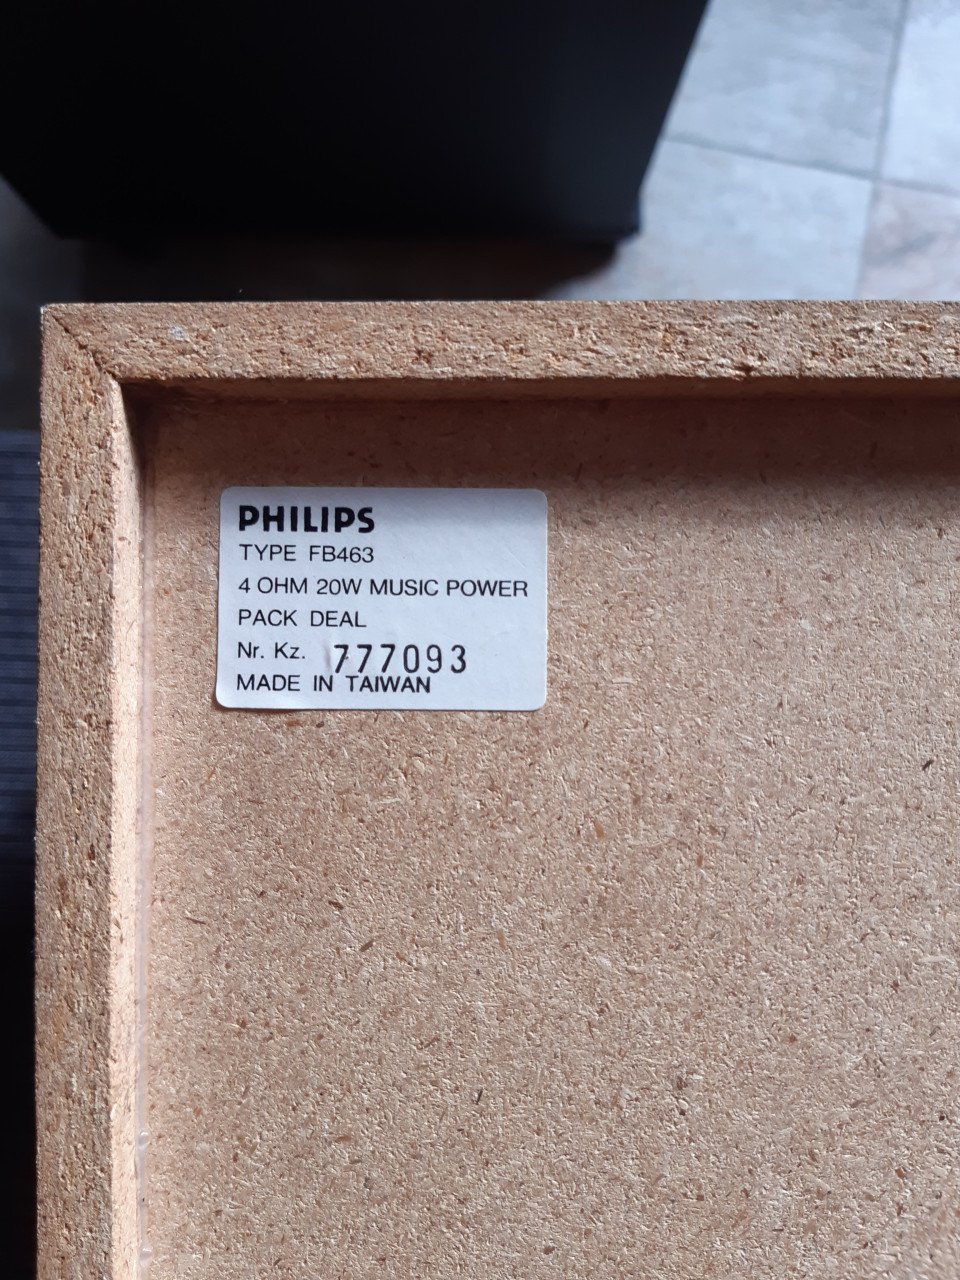 PHILIPS
TYPE FB463
4 OHM 20W MUSIC POWER
PACK DEAL
Nr. Kz. 777093
MADE IN TAIWAN